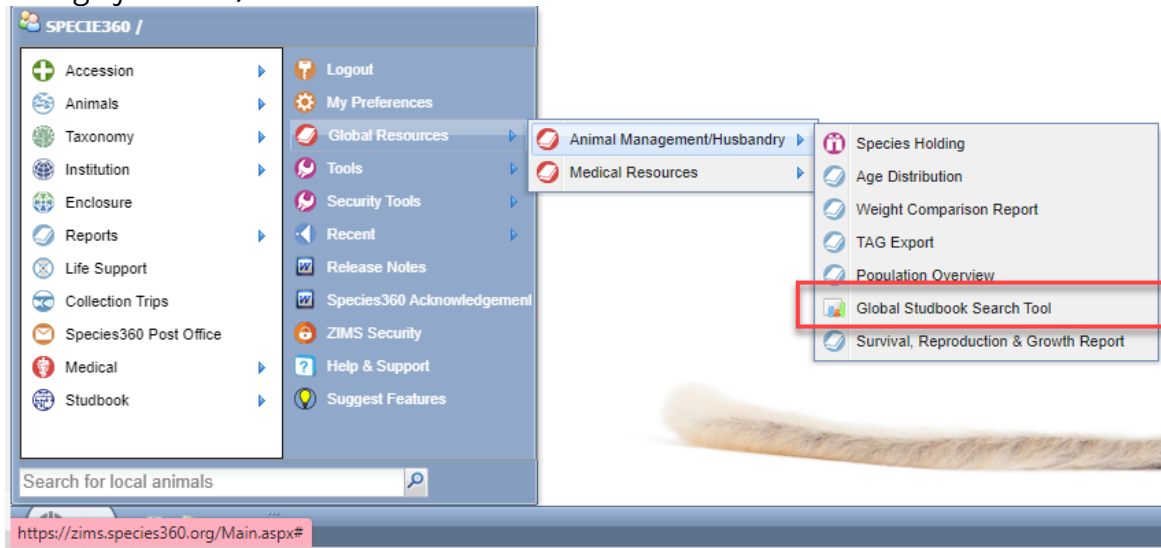 SPECIE360 /
Accession
Animals
Taxonomy
Institution
Enclosure
Reports
Life Support
Collection Trips
Species360 Post Office
Medical
Studbook
Logout
My Preferences
Global Resources
Tools
Security Tools
Recent
Release Notes
Species360 Acknowledgement
ZIMS Security
Help & Support
Suggest Features
Animal Management/Husbandry
Medical Resources
Species Holding
Age Distribution
Weight Comparison Report
TAG Export
Population Overview
Global Studbook Search Tool
Survival, Reproduction & Growth Report
Search for local animals
https://zims.species360.org/Main.aspx#